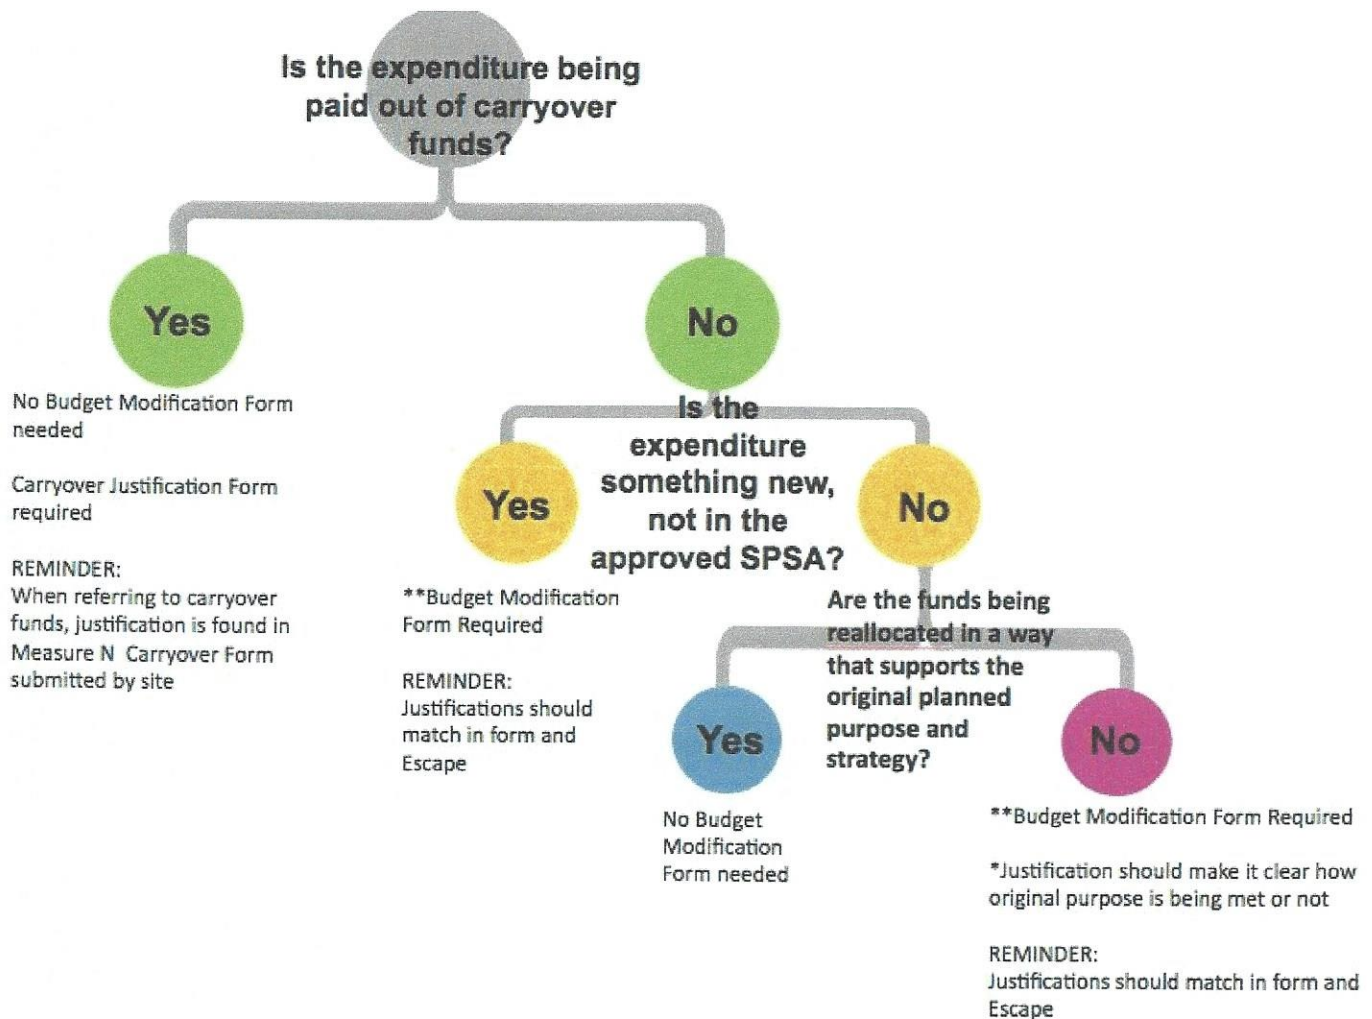 Is the expenditure being
paid out of carryover
funds?
Yes
No
No Budget Modification Form
needed
Carryover Justification Form
required
REMINDER:
When referring to carryover
funds, justification is found in
Measure N Carryover Form
submitted by site
Is the
expenditure
something new,
not in the
approved SPSA?
Yes
No
**Budget Modification
Form Required
REMINDER:
Justifications should
match in form and
Escape
Are the funds being
reallocated in a way
that supports the
original planned
purpose and
strategy?
Yes
No
No Budget
Modification
Form needed
**Budget Modification Form Required
*Justification should make it clear how
original purpose is being met or not
REMINDER:
Justifications should match in form and
Escape